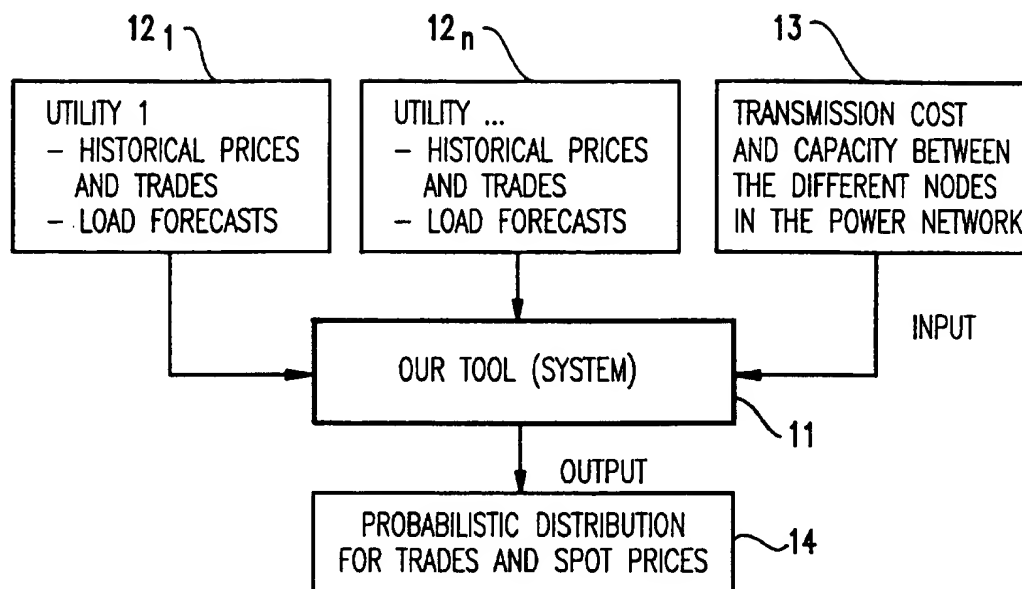 12 1
12 n
13
UTILITY 1
– HISTORICAL PRICES
AND TRADES
– LOAD FORECASTS
UTILITY ...
– HISTORICAL PRICES
AND TRADES
– LOAD FORECASTS
TRANSMISSION COST
AND CAPACITY BETWEEN
THE DIFFERENT NODES
IN THE POWER NETWORK
INPUT
OUR TOOL (SYSTEM)
11
OUTPUT
PROBABILISTIC DISTRIBUTION
FOR TRADES AND SPOT PRICES
14